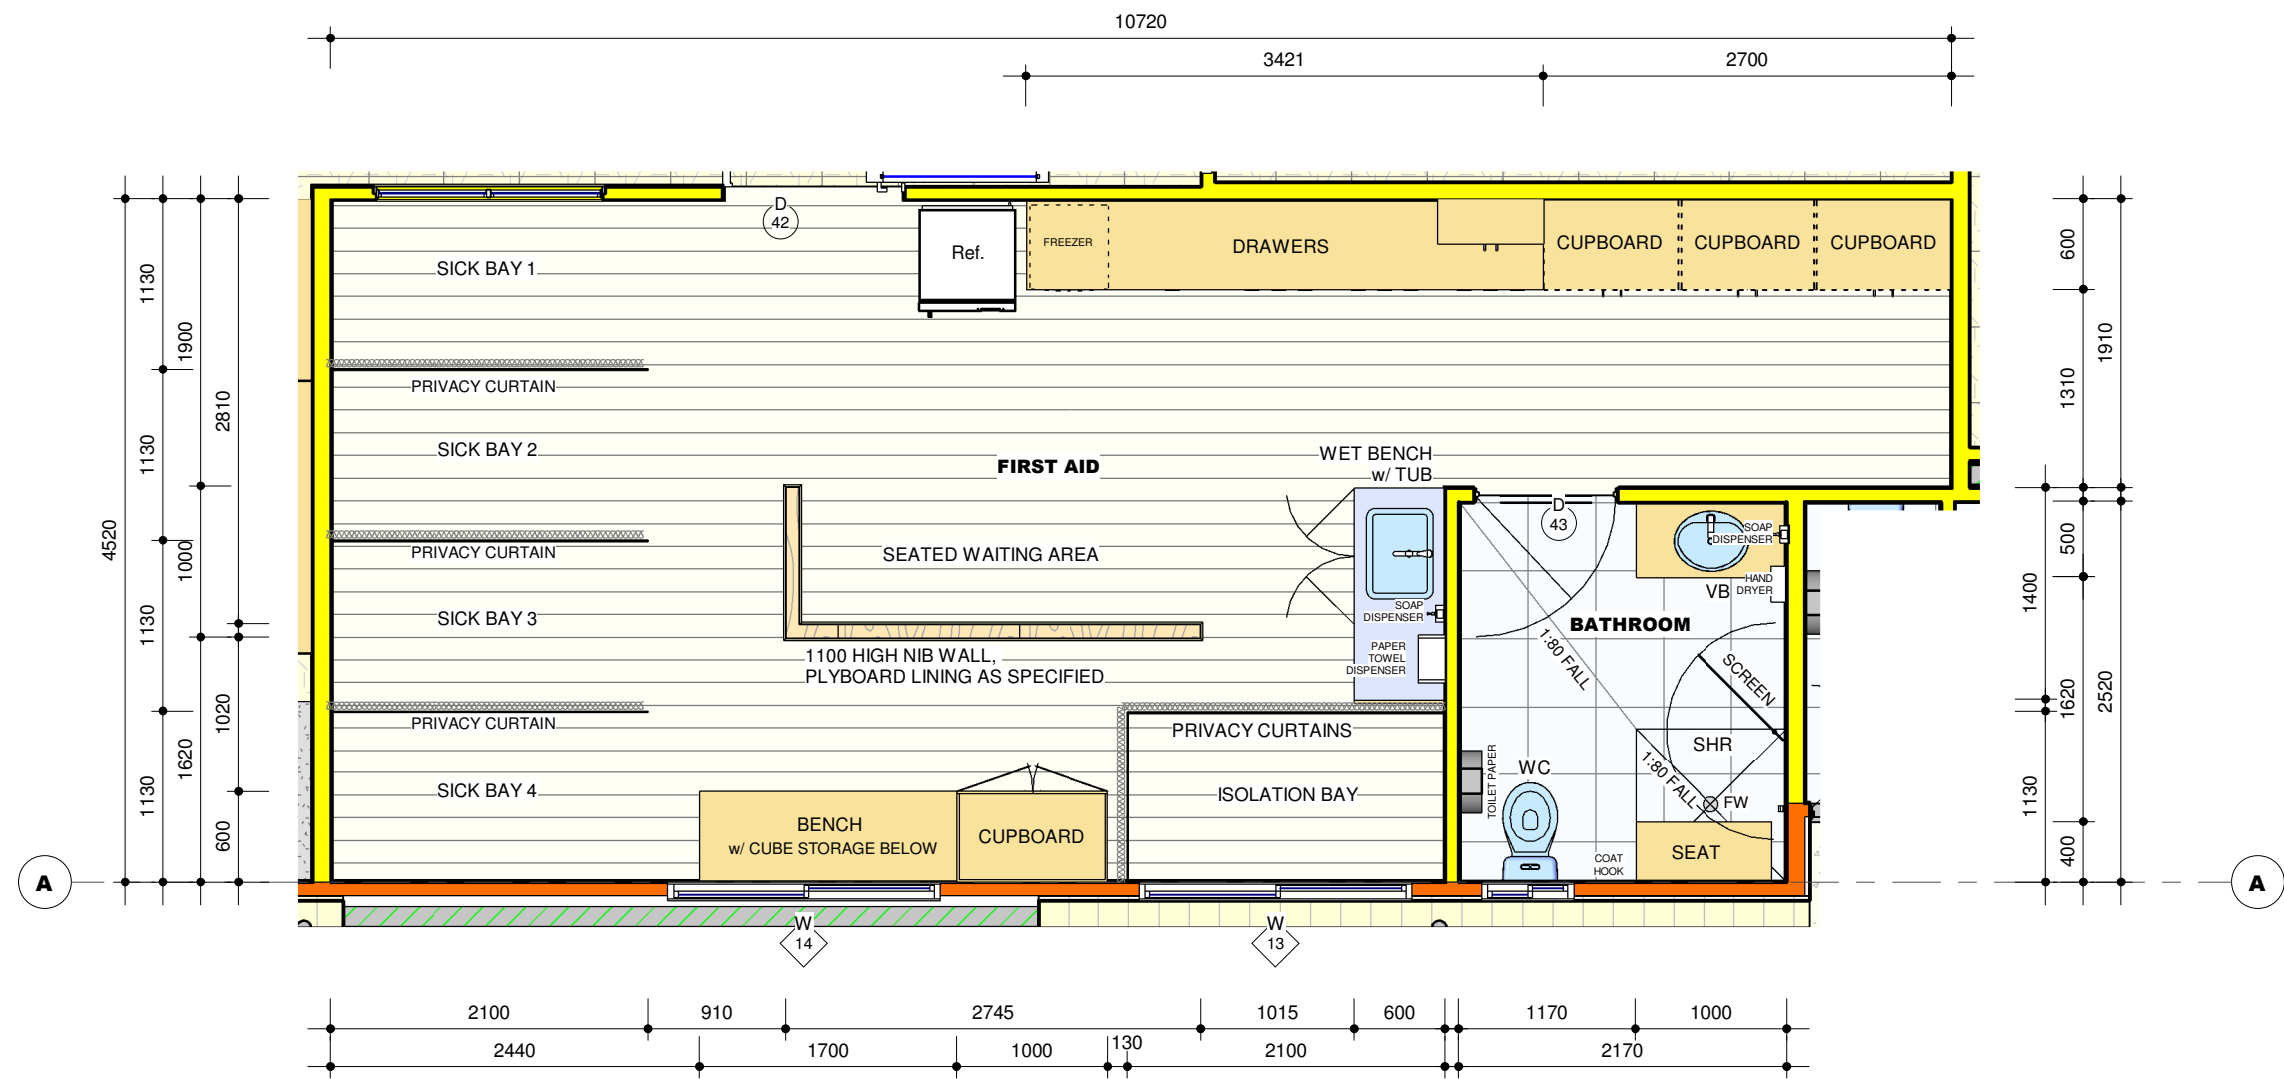 10720
3421
2700
D
42
Ref.
FREEZER
DRAWERS
CUPBOARD
CUPBOARD
CUPBOARD
SICK BAY 1
PRIVACY CURTAIN
SICK BAY 2
FIRST AID
WET BENCH
w/ TUB
D
43
SOAP
DISPENSER
PRIVACY CURTAIN
SEATED WAITING AREA
HAND
DRYER
VB
SOAP
DISPENSER
SICK BAY 3
BATHROOM
1100 HIGH NIB WALL,
PLYBOARD LINING AS SPECIFIED
PAPER
TOWEL
DISPENSER
1:80 FALL
SCREEN
PRIVACY CURTAIN
PRIVACY CURTAINS
SHR
1:80 FALL
WC
TOILET PAPER
SICK BAY 4
ISOLATION BAY
FW
BENCH
w/ CUBE STORAGE BELOW
CUPBOARD
SEAT
COAT
HOOK
A
A
W
14
W
13
4520
1130
1130
1130
1130
1900
1000
1620
2810
1020
600
1400
1130
600
1310
500
1620
400
1910
2520
2100
910
2745
1015
600
1170
1000
2440
1700
1000
130
2100
2170